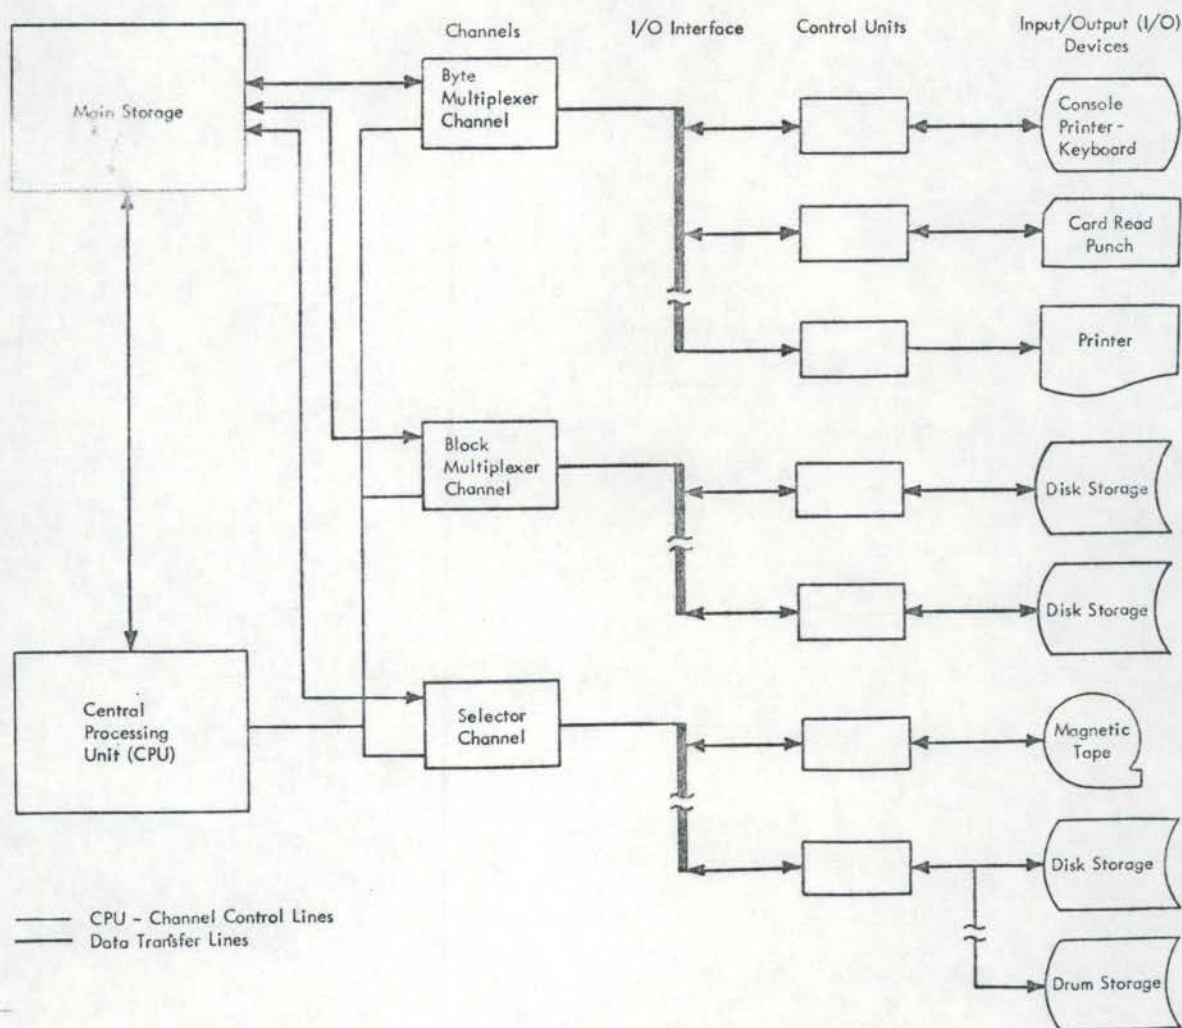 Channels
I/O Interface
Control Units
Input/Output (I/O)
Devices
Main Storage
Byte
Multiplexer
Channel
Console
Printer -
Keyboard
Card Read
Punch
Printer
Block
Multiplexer
Channel
Disk Storage
Disk Storage
Central
Processing
Unit (CPU)
Selector
Channel
Magnetic
Tape
Disk Storage
Drum Storage
CPU - Channel Control Lines
Data Transfer Lines